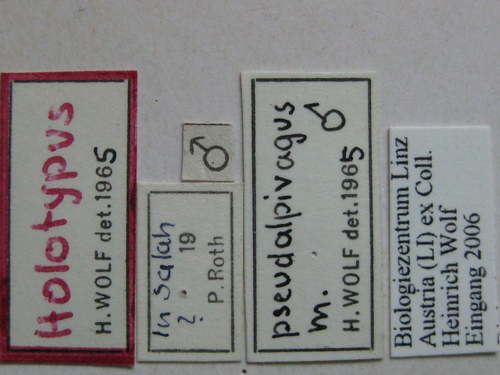 Holotypus
H. WOLF det. 1965
♂
In Salah
? 19
P. Roth
pseudalpivagus
m. ♂
H. WOLF det. 1965
Biologiezentrum Linz
Austria (LI) ex Coll.
Heinrich Wolf
Eingang 2006